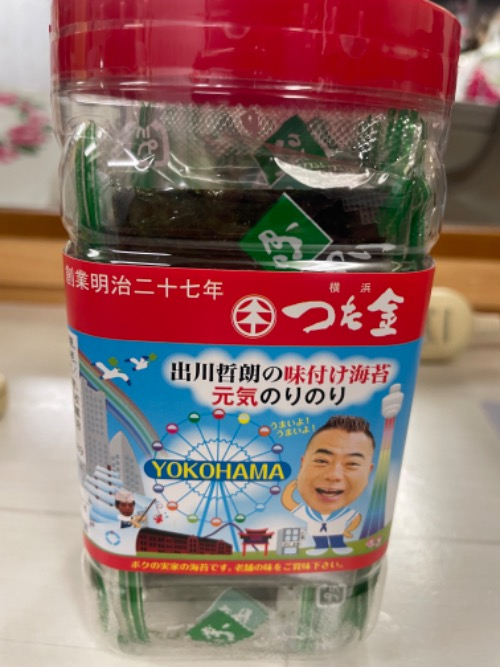 創業明治二十七年
横浜
つた金
出川哲朗の味付け海苔
元気のりのり
うまいよ!
うまいよ!
YOKOHAMA
ボクの実家の海苔です。老舗の味をご賞味下さい。